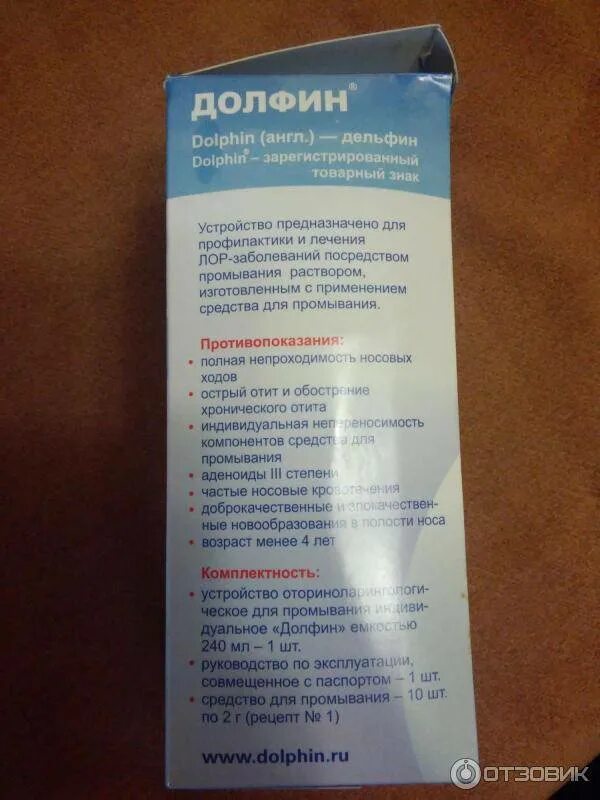 ДОЛФИН®
Dolphin (англ.) — дельфин
Dolphin® – зарегистрированный
товарный знак
Устройство предназначено для
профилактики и лечения
ЛОР-заболеваний посредством
промывания раствором,
изготовленным с применением
средства для промывания.
Противопоказания:
• полная непроходимость носовых
ходов
• острый отит и обострение
хронического отита
• индивидуальная непереносимость
компонентов средства для
промывания
• аденоиды III степени
• частые носовые кровотечения
• доброкачественные и злокачествен-
ные новообразования в полости носа
• возраст менее 4 лет
Комплектность:
• устройство оториноларингологи-
ческое для промывания индиви-
дуальное «Долфин» емкостью
240 мл – 1 шт.
• руководство по эксплуатации,
совмещенное с паспортом – 1 шт.
• средство для промывания – 10 шт.
по 2 г (рецепт № 1)
www.dolphin.ru
ОТЗОВИК